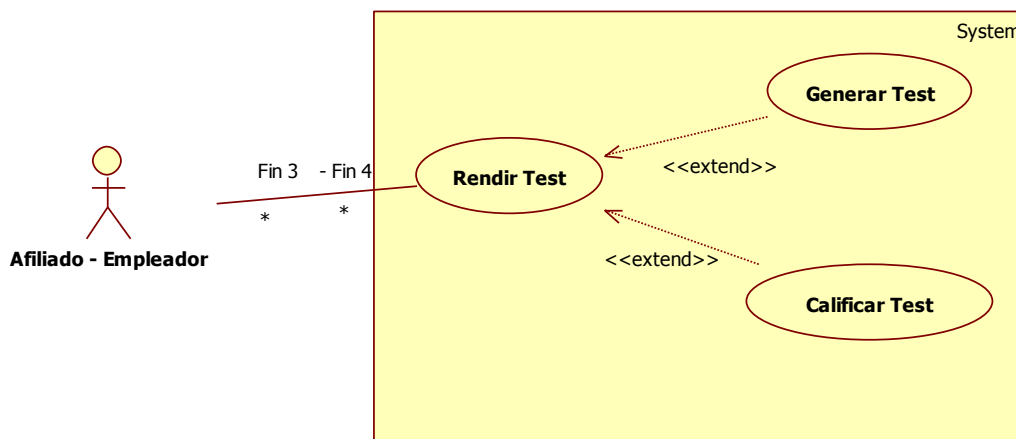 System
Generar Test
Fin 3 - Fin 4
<<extend>>
Rendir Test
* *
Afiliado - Empleador
<<extend>>
Calificar Test